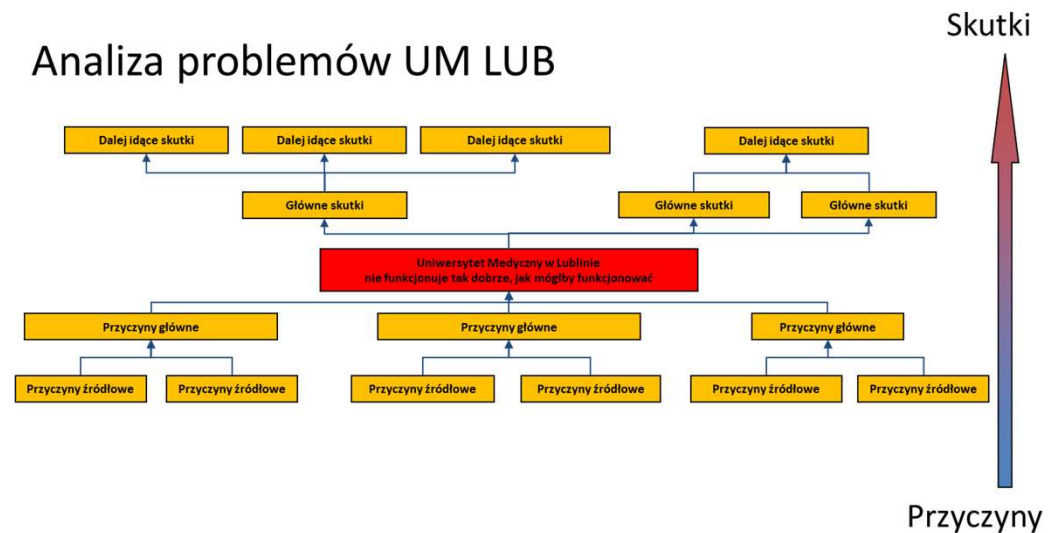 Skutki
Analiza problemów UM LUB
Dalej idące skutki
Dalej idące skutki
Dalej idące skutki
Dalej idące skutki
Główne skutki
Główne skutki
Główne skutki
Uniwersytet Medyczny w Lublinie
nie funkcjonuje tak dobrze, jak mógłby funkcjonować
Przyczyny główne
Przyczyny główne
Przyczyny główne
Przyczyny źródłowe
Przyczyny źródłowe
Przyczyny źródłowe
Przyczyny źródłowe
Przyczyny źródłowe
Przyczyny źródłowe
Przyczyny